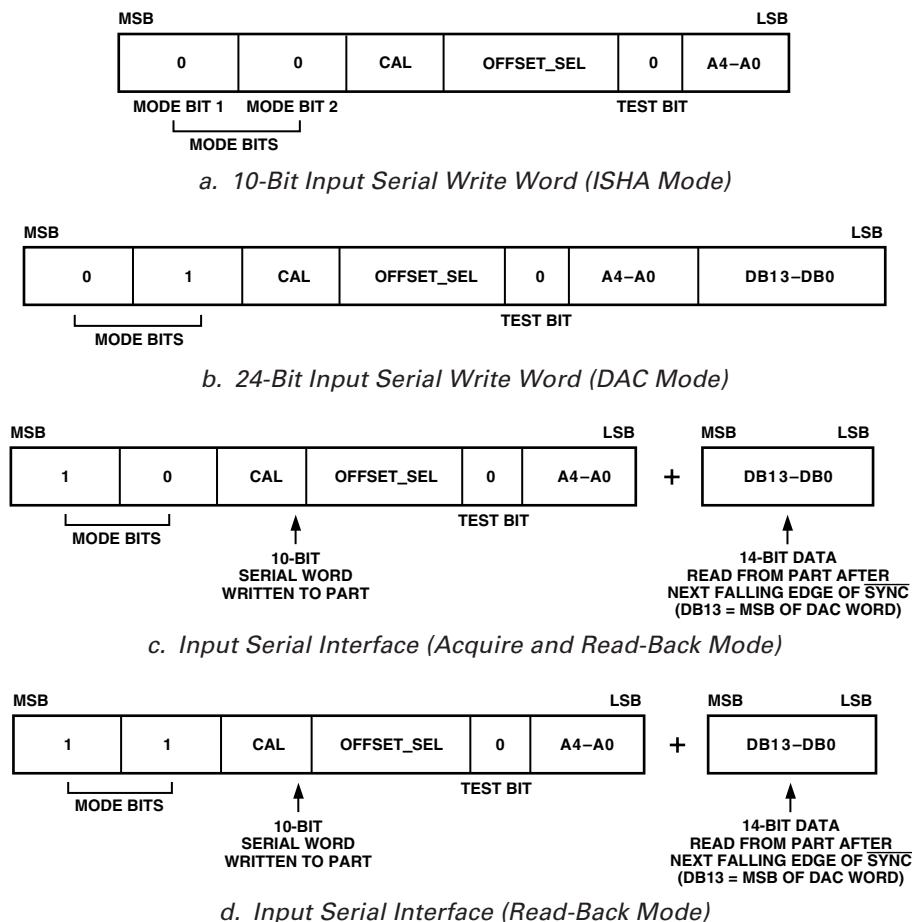 MSB LSB
0 0 CAL OFFSET_SEL 0 A4–A0
MODE BIT 1 MODE BIT 2 TEST BIT
MODE BITS
a. 10-Bit Input Serial Write Word (ISHA Mode)
MSB LSB
0 1 CAL OFFSET_SEL 0 A4–A0 DB13–DB0
TEST BIT
MODE BITS
b. 24-Bit Input Serial Write Word (DAC Mode)
MSB LSB MSB LSB
1 0 CAL OFFSET_SEL 0 A4–A0 + DB13–DB0
TEST BIT
MODE BITS
10-BIT
SERIAL WORD
WRITTEN TO PART
14-BIT DATA
READ FROM PART AFTER
NEXT FALLING EDGE OF SYNC
(DB13 = MSB OF DAC WORD)
c. Input Serial Interface (Acquire and Read-Back Mode)
MSB LSB MSB LSB
1 1 CAL OFFSET_SEL 0 A4–A0 + DB13–DB0
TEST BIT
MODE BITS
10-BIT
SERIAL WORD
WRITTEN TO PART
14-BIT DATA
READ FROM PART AFTER
NEXT FALLING EDGE OF SYNC
(DB13 = MSB OF DAC WORD)
d. Input Serial Interface (Read-Back Mode)